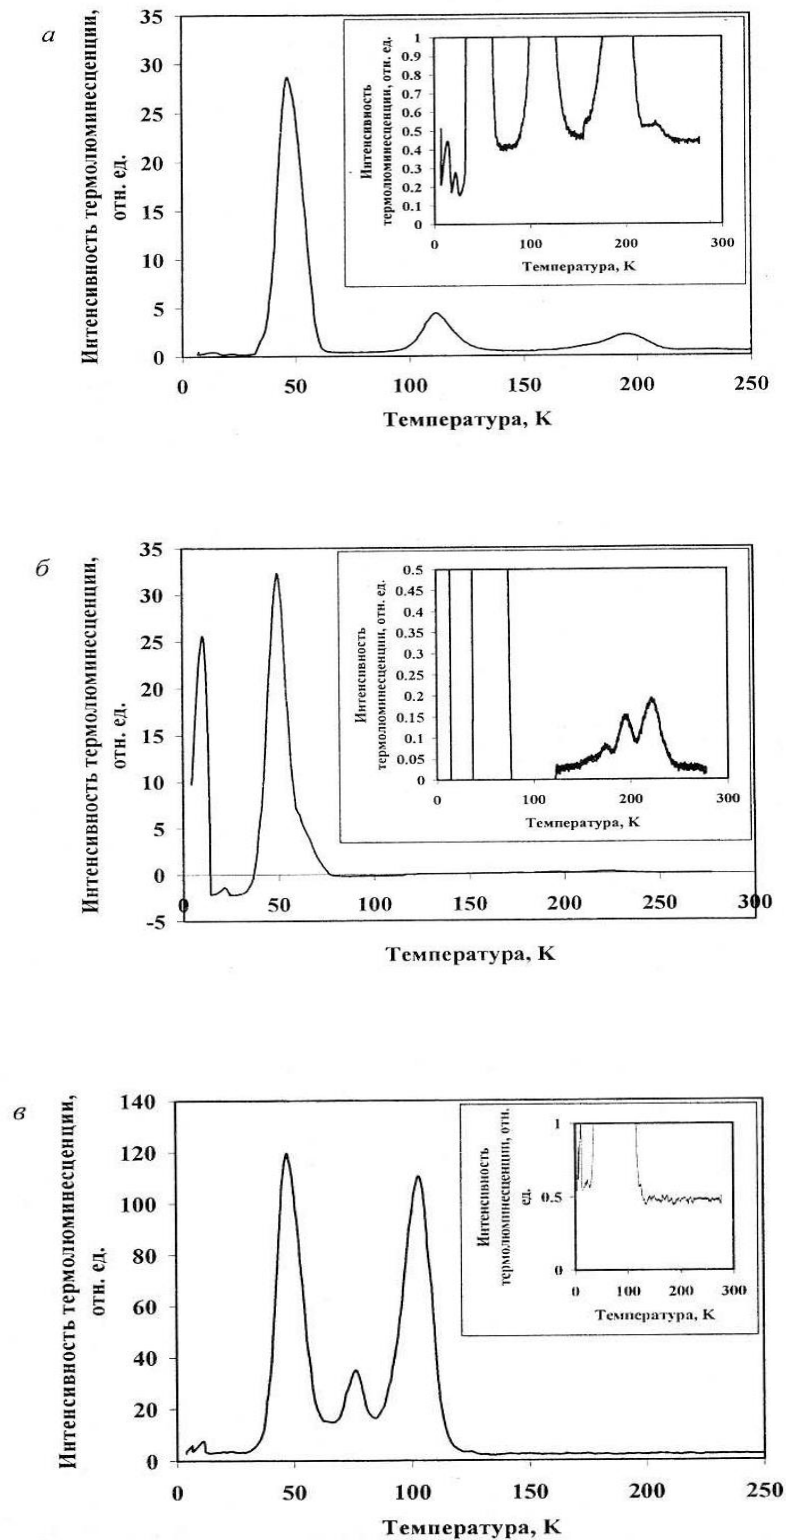 а
Интенсивность термолюминесценции,
отн. ед.
35
30
25
20
15
10
5
0
0 50 100 150 200 250
Температура, K
Интенсивность
термолюминесценции, отн. ед.
1
0.9
0.8
0.7
0.6
0.5
0.4
0.3
0.2
0.1
0
0 100 200 300
Температура, K
б
Интенсивность термолюминесценции,
отн. ед.
35
30
25
20
15
10
5
0
-5
0 50 100 150 200 250 300
Температура, K
Интенсивность
термолюминесценции, отн. ед.
0.5
0.45
0.4
0.35
0.3
0.25
0.2
0.15
0.1
0.05
0
0 100 200 300
Температура, K
в
Интенсивность термолюминесценции,
отн. ед.
140
120
100
80
60
40
20
0
0 50 100 150 200 250
Температура, K
Интенсивность
термолюминесценции, отн.
ед.
1
0.5
0
0 100 200 300
Температура, K